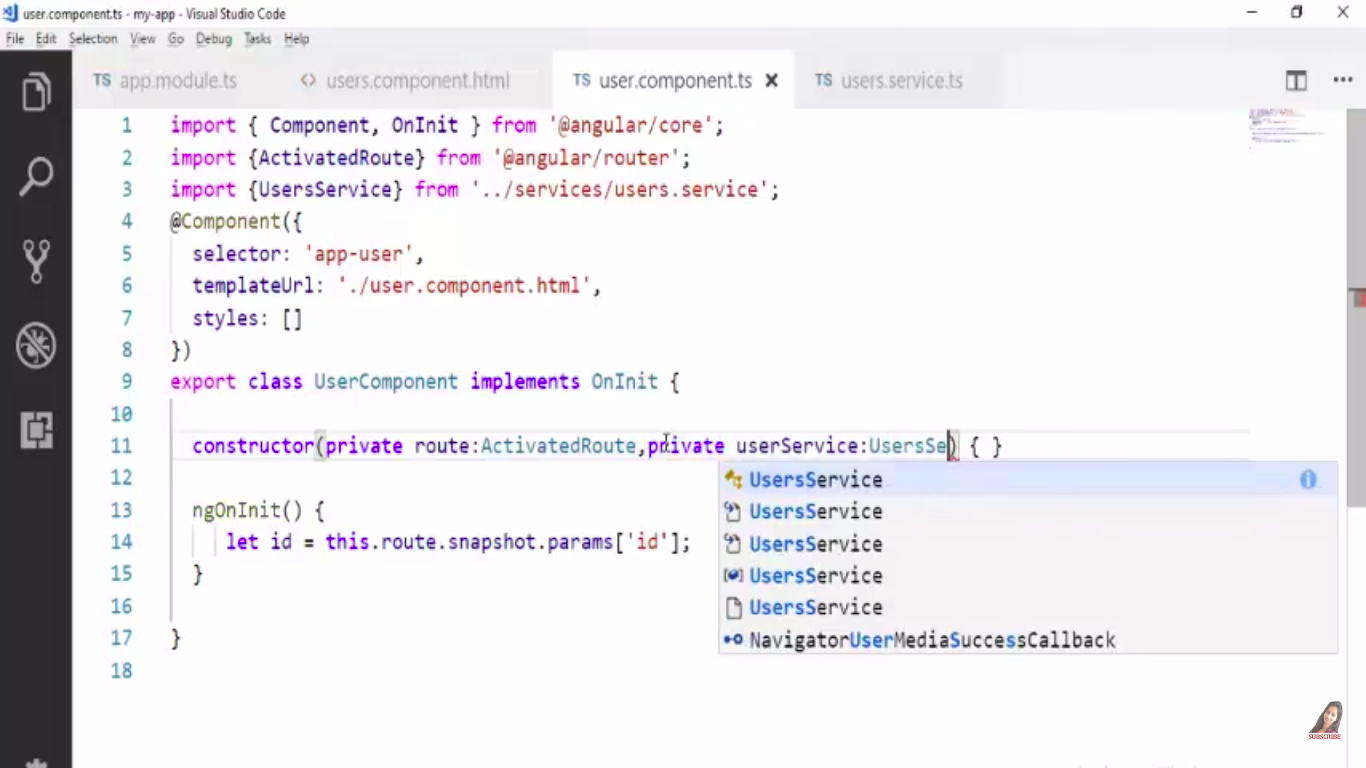 user.component.ts - my-app - Visual Studio Code
File Edit Selection View Go Debug Tasks Help
TS app.module.ts <> users.component.html TS user.component.ts × TS users.service.ts ...
1 import { Component, OnInit } from '@angular/core';
2 import {ActivatedRoute} from '@angular/router';
3 import {UsersService} from '../services/users.service';
4 @Component({
5 selector: 'app-user',
6 templateUrl: './user.component.html',
7 styles: []
8 })
9 export class UserComponent implements OnInit {
10
11 constructor(private route:ActivatedRoute,private userService:UsersSe) { }
12 UsersService
UsersService
13 ngOnInit() {
14 let id = this.route.snapshot.params['id'];
UsersService
15 }
UsersService
16 UsersService
17 }
NavigatorUserMediaSuccessCallback
18
SUBSCRIBE